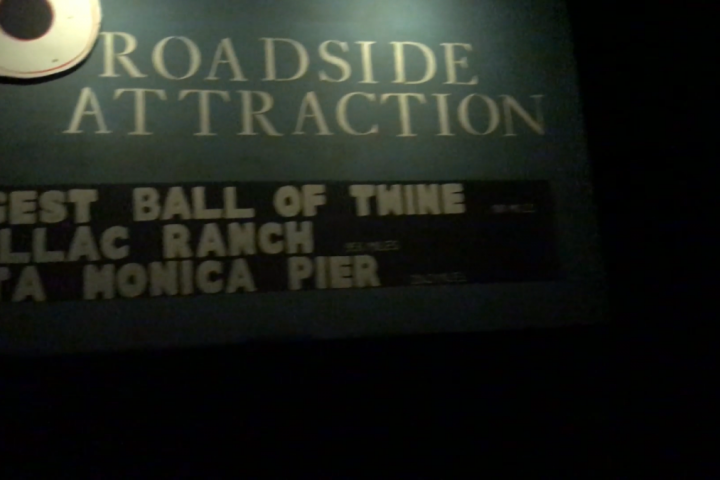 ROADSIDE
ATTRACTION
GEST BALL OF TWINE
LLAC RANCH
TA MONICA PIER